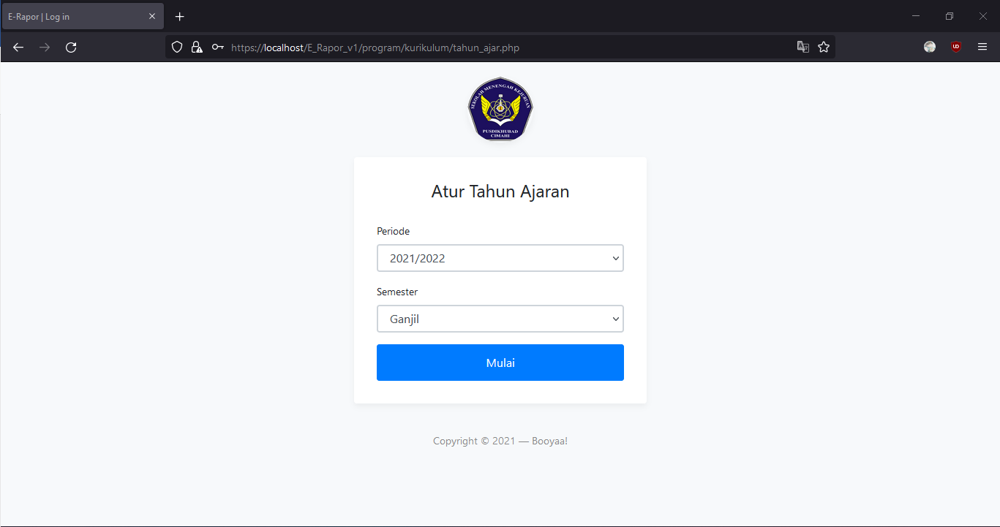 E-Rapor | Log in
https://localhost/E_Rapor_v1/program/kurikulum/tahun_ajar.php
SEKOLAH MENENGAH KEJURUAN
PUSDIKHUBAD
CIMAHI
Atur Tahun Ajaran
Periode
2021/2022
Semester
Ganjil
Mulai
Copyright © 2021 — Booyaa!